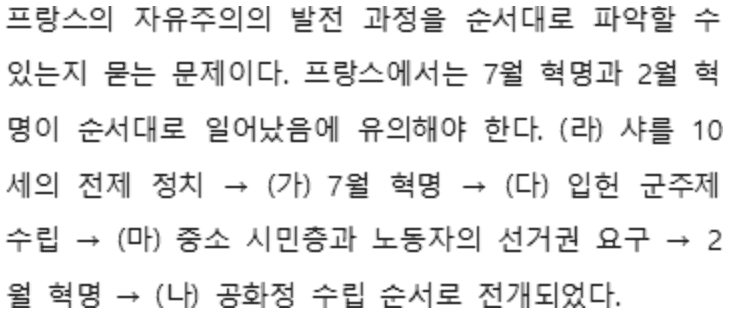 프랑스의 자유주의의 발전 과정을 순서대로 파악할 수
있는지 묻는 문제이다. 프랑스에서는 7월 혁명과 2월 혁
명이 순서대로 일어났음에 유의해야 한다. (라) 샤를 10
세의 전제 정치 → (가) 7월 혁명 → (다) 입헌 군주제
수립 → (마) 중소 시민층과 노동자의 선거권 요구 → 2
월 혁명 → (나) 공화정 수립 순서로 전개되었다.